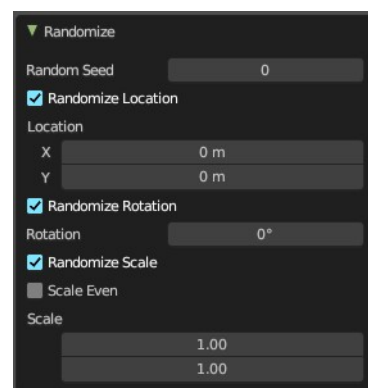 Randomize
Random Seed 0
Randomize Location
Location
X 0 m
Y 0 m
Randomize Rotation
Rotation 0°
Randomize Scale
Scale Even
Scale
1.00
1.00